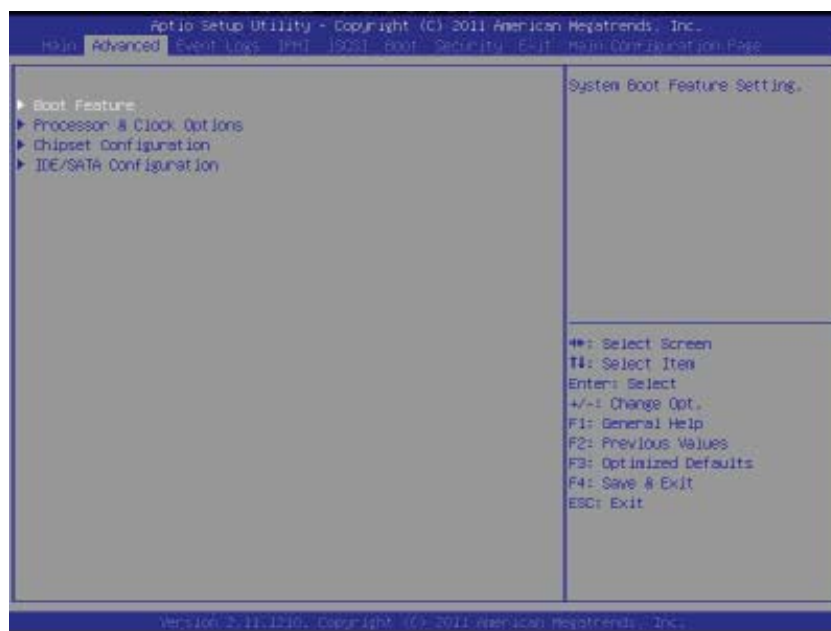 Aptio Setup Utility - Copyright (C) 2011 American Megatrends, Inc.
Main Advanced Event Logs IPMI iSCSI Boot Security Exit Main Configuration Page
Boot Feature
Processor & Clock Options
Chipset Configuration
IDE/SATA Configuration
System Boot Feature Setting.
→←: Select Screen
↑↓: Select Item
Enter: Select
+/-: Change Opt.
F1: General Help
F2: Previous Values
F3: Optimized Defaults
F4: Save & Exit
ESC: Exit
Version 2.11.1210. Copyright (C) 2011 American Megatrends, Inc.